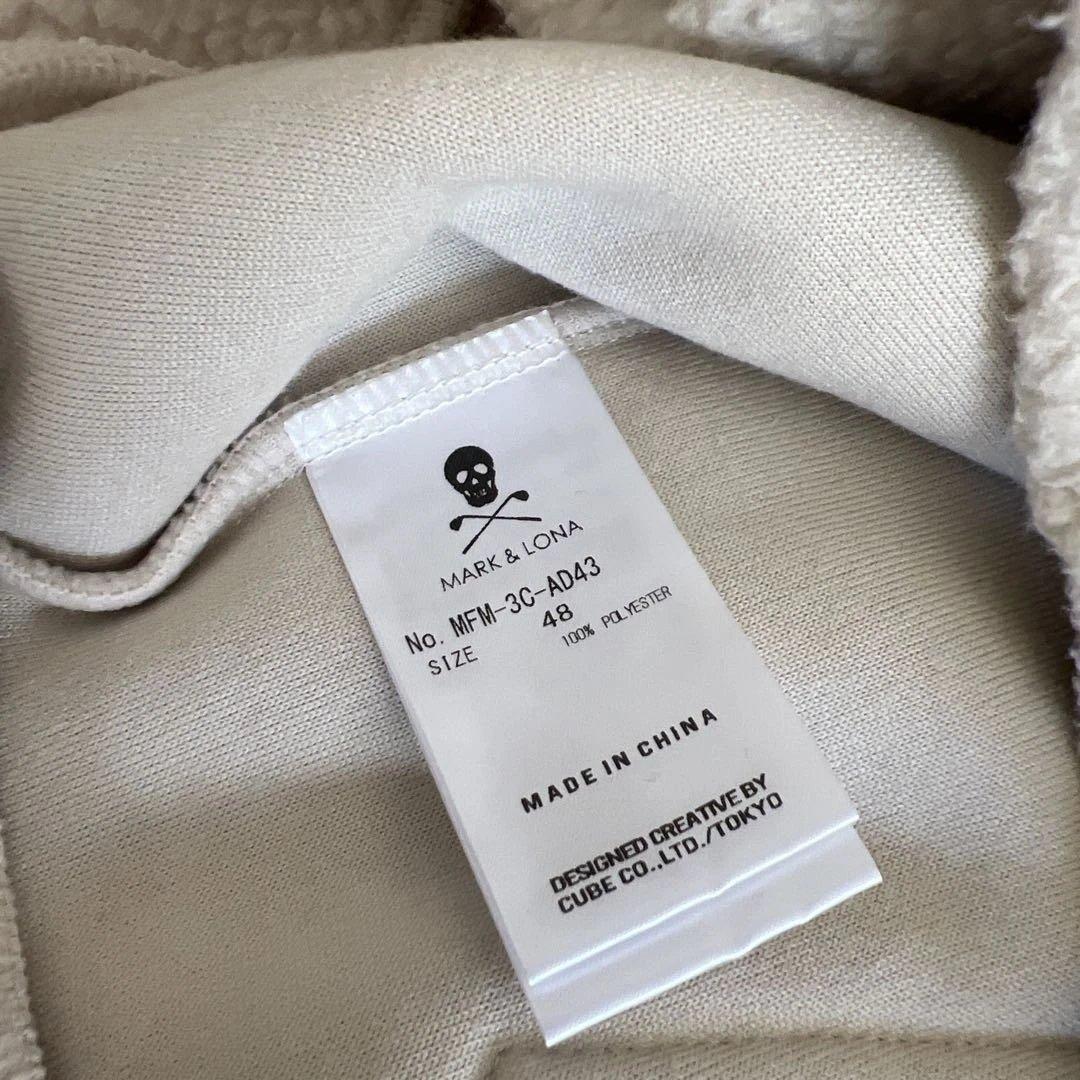 MARK & LONA
No. MFM-3C-AD43
SIZE 48
100% POLYESTER
MADE IN CHINA
DESIGNED CREATIVE BY
CUBE CO.,LTD./TOKYO